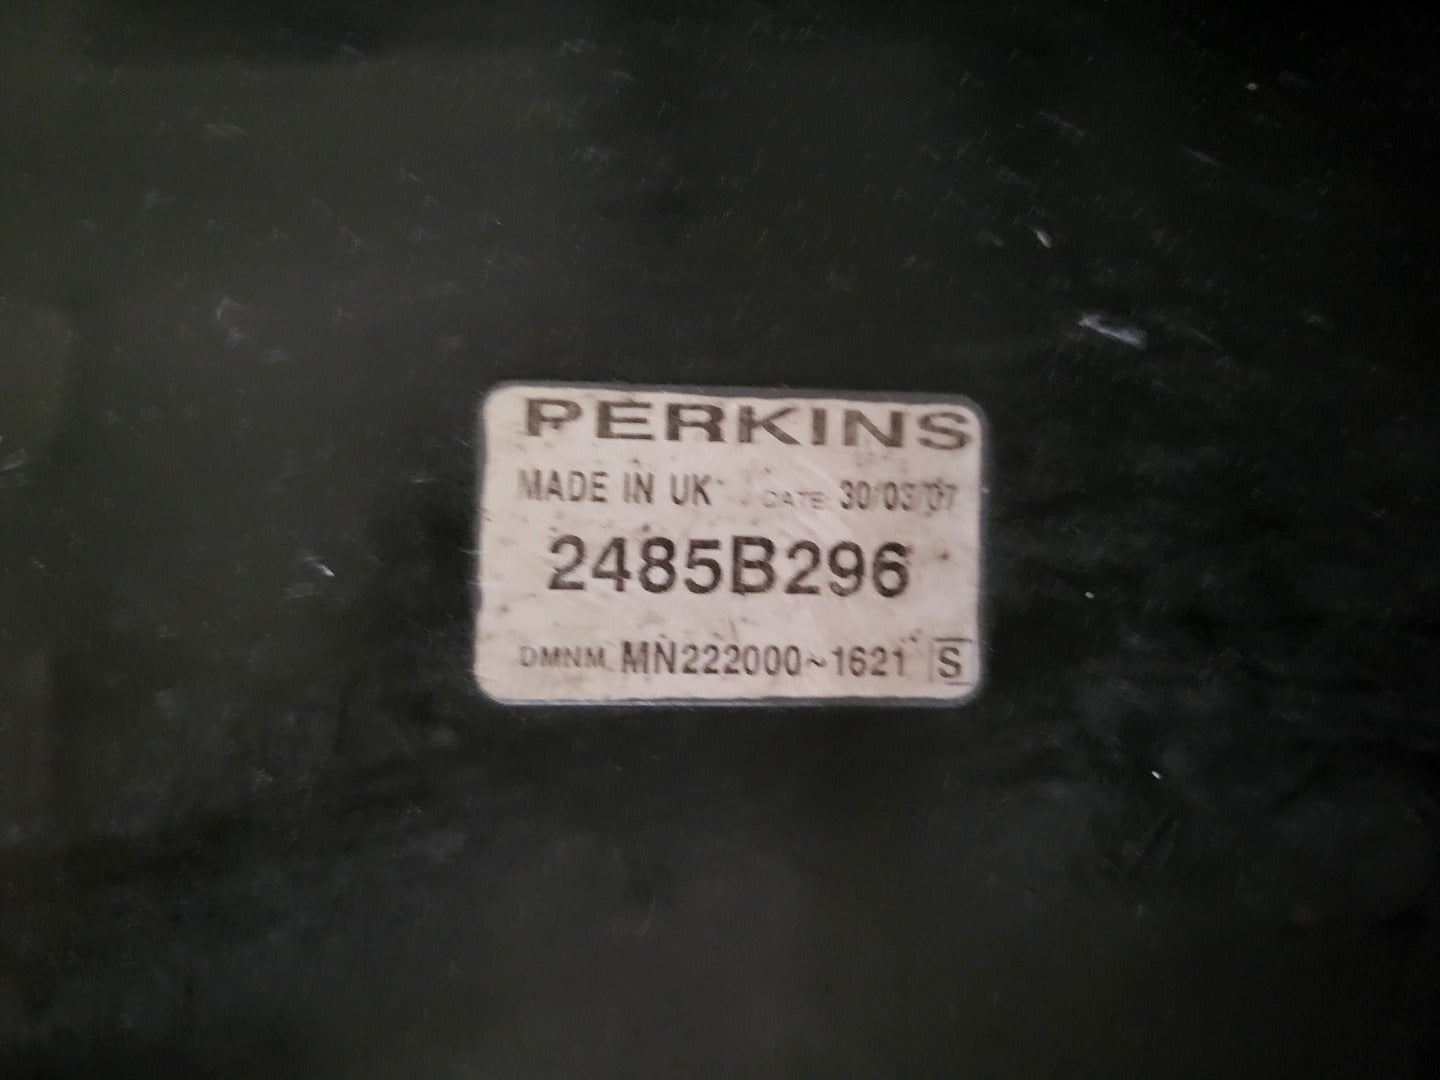 PERKINS
MADE IN UK DATE 30/03/07
2485B296
DMNM. MN222000~1621 S